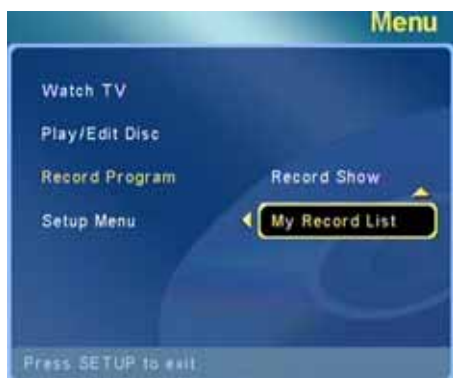 Menu
Watch TV
Play/Edit Disc
Record Program
Record Show
Setup Menu
My Record List
Press SETUP to exit